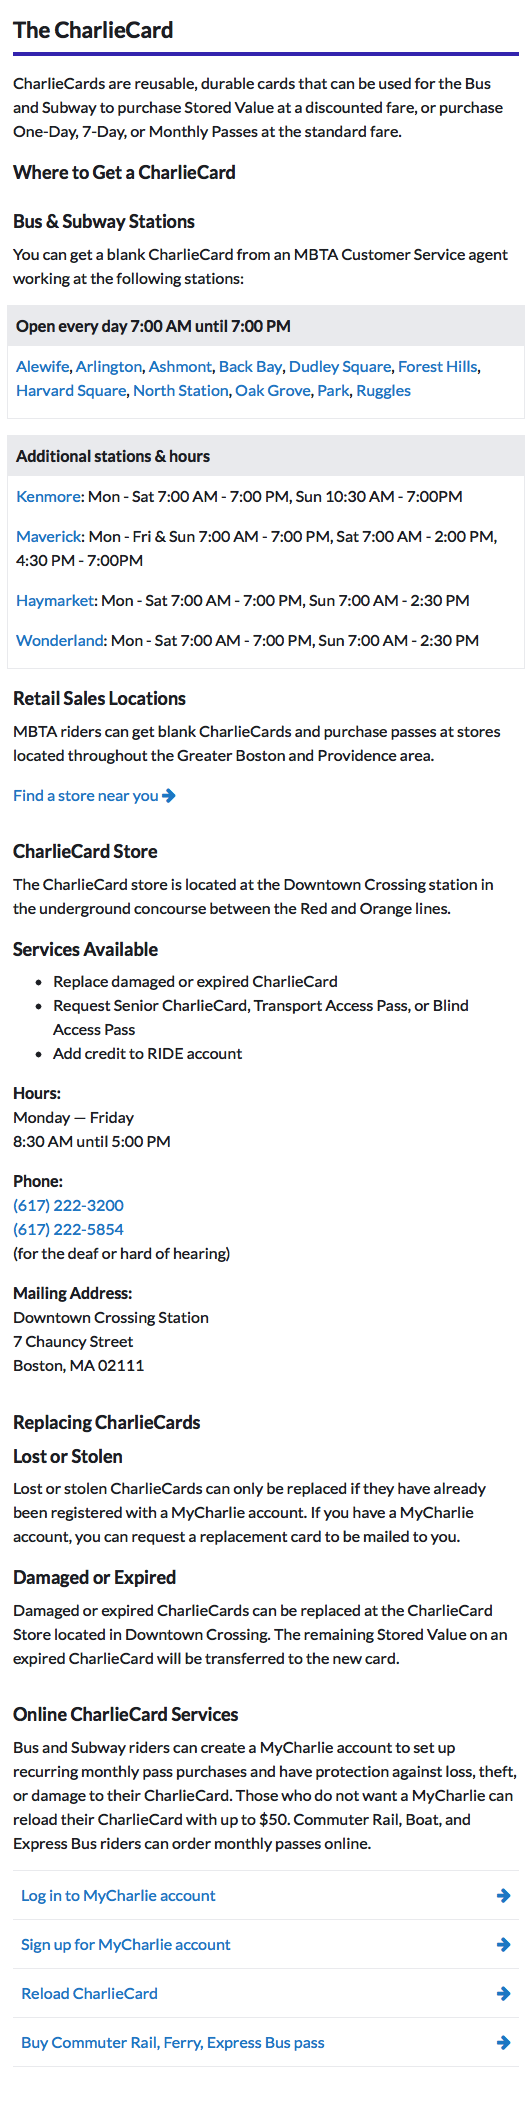 The CharlieCard
CharlieCards are reusable, durable cards that can be used for the Bus
and Subway to purchase Stored Value at a discounted fare, or purchase
One-Day, 7-Day, or Monthly Passes at the standard fare.
Where to Get a CharlieCard
Bus & Subway Stations
You can get a blank CharlieCard from an MBTA Customer Service agent
working at the following stations:
Open every day 7:00 AM until 7:00 PM
Alewife, Arlington, Ashmont, Back Bay, Dudley Square, Forest Hills,
Harvard Square, North Station, Oak Grove, Park, Ruggles
Additional stations & hours
Kenmore: Mon - Sat 7:00 AM - 7:00 PM, Sun 10:30 AM - 7:00PM
Maverick: Mon - Fri & Sun 7:00 AM - 7:00 PM, Sat 7:00 AM - 2:00 PM,
4:30 PM - 7:00PM
Haymarket: Mon - Sat 7:00 AM - 7:00 PM, Sun 7:00 AM - 2:30 PM
Wonderland: Mon - Sat 7:00 AM - 7:00 PM, Sun 7:00 AM - 2:30 PM
Retail Sales Locations
MBTA riders can get blank CharlieCards and purchase passes at stores
located throughout the Greater Boston and Providence area.
Find a store near you
CharlieCard Store
The CharlieCard store is located at the Downtown Crossing station in
the underground concourse between the Red and Orange lines.
Services Available
• Replace damaged or expired CharlieCard
• Request Senior CharlieCard, Transport Access Pass, or Blind
Access Pass
• Add credit to RIDE account
Hours:
Monday — Friday
8:30 AM until 5:00 PM
Phone:
(617) 222-3200
(617) 222-5854
(for the deaf or hard of hearing)
Mailing Address:
Downtown Crossing Station
7 Chauncy Street
Boston, MA 02111
Replacing CharlieCards
Lost or Stolen
Lost or stolen CharlieCards can only be replaced if they have already
been registered with a MyCharlie account. If you have a MyCharlie
account, you can request a replacement card to be mailed to you.
Damaged or Expired
Damaged or expired CharlieCards can be replaced at the CharlieCard
Store located in Downtown Crossing. The remaining Stored Value on an
expired CharlieCard will be transferred to the new card.
Online CharlieCard Services
Bus and Subway riders can create a MyCharlie account to set up
recurring monthly pass purchases and have protection against loss, theft,
or damage to their CharlieCard. Those who do not want a MyCharlie can
reload their CharlieCard with up to $50. Commuter Rail, Boat, and
Express Bus riders can order monthly passes online.
Log in to MyCharlie account
Sign up for MyCharlie account
Reload CharlieCard
Buy Commuter Rail, Ferry, Express Bus pass